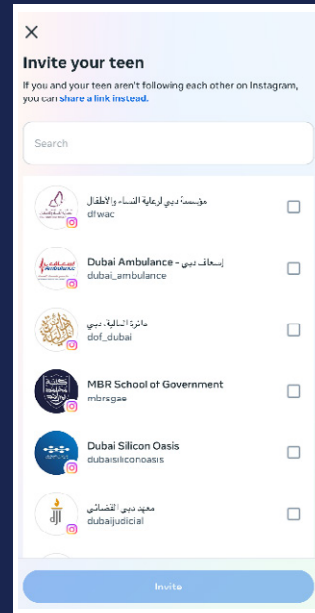 Invite your teen
If you and your teen aren't following each other on Instagram,
you can share a link instead.
Search
مؤسسة دبي لرعاية النساء والأطفال
dfwac
Dubai Ambulance - إسعاف دبي
dubai_ambulance
دائرة المالية، دبي
dof_dubai
MBR School of Government
mbrsgae
Dubai Silicon Oasis
dubaisiliconoasis
معهد دبي القضائي
dubaijudicial
Invite